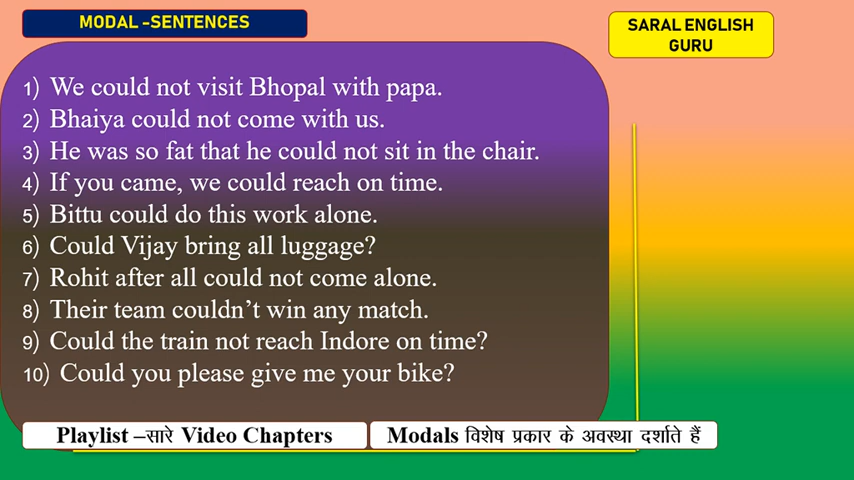 MODAL -SENTENCES
SARAL ENGLISH
GURU
1) We could not visit Bhopal with papa.
2) Bhaiya could not come with us.
3) He was so fat that he could not sit in the chair.
4) If you came, we could reach on time.
5) Bittu could do this work alone.
6) Could Vijay bring all luggage?
7) Rohit after all could not come alone.
8) Their team couldn’t win any match.
9) Could the train not reach Indore on time?
10) Could you please give me your bike?
Playlist –सारे Video Chapters
Modals विशेष प्रकार के अवस्था दर्शाते हैं